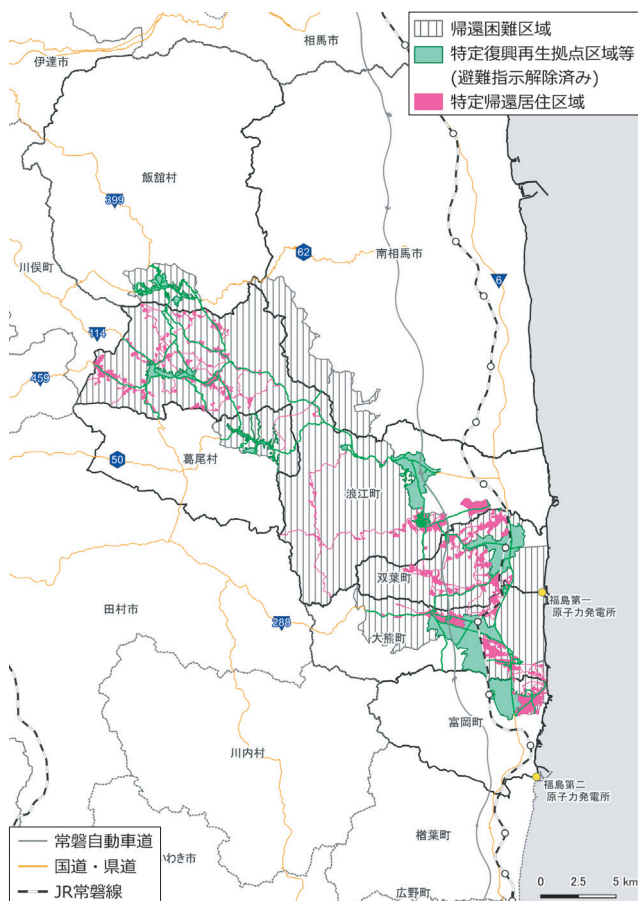 帰還困難区域
特定復興再生拠点区域等
(避難指示解除済み)
特定帰還居住区域
相馬市
伊達市
飯舘村
399
62
南相馬市
川俣町
6
114
459
葛尾村
50
浪江町
双葉町
福島第一
原子力発電所
田村市
288
大熊町
富岡町
川内村
福島第二
原子力発電所
楢葉町
常磐自動車道
国道・県道
JR常磐線
いわき市
広野町
0 2.5 5 km